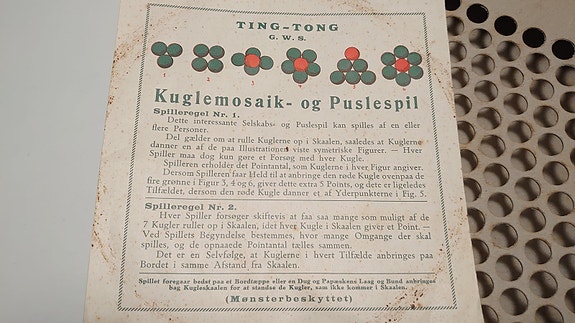 TING-TONG
G. W. S.
1 2 3 4 5 6
Kuglemosaik- og Puslespil
Spilleregel Nr. 1.
Dette interessante Selskabs- og Puslespil kan spilles af en eller
flere Personer.
Det gælder om at rulle Kuglerne op i Skaalen, saaledes at Kuglerne
danner en af de paa Illustrationen viste symetriske Figurer. — Hver
Spiller maa dog kun gøre et Forsøg med hver Kugle.
Spilleren erholder det Pointantal, som Kuglerne i hver Figur angiver.
Dersom Spilleren faar Held til at anbringe den røde Kugle ovenpaa de
fire grønne i Figur 3, 4 og 6, giver dette extra 5 Points, og dete er ligeledes
Tilfældet, dersom den røde Kugle danner et af Yderpunkterne i Fig. 5.
Spilleregel Nr. 2.
Hver Spiller forsøger skiftevis at faa saa mange som muligt af de
7 Kugler ruller op i Skaalen, idet hver Kugle i Skaalen giver et Point. —
Ved Spillets Begyndelse bestemmes, hvor mange Omgange der skal
spilles, og de opnaaede Pointantal tælles sammen.
Det er en Selvfølge, at Kuglerne i hvert Tilfælde anbringes paa
Bordet i samme Afstand fra Skaalen.
Spillet foregaar bedst paa et Bordtæppe eller en Dug og Papæskens Laag og Bund anbringes
bag Kugleskaalen for at standse de Kugler, som ikke kommer i Skaalen.
(Mønsterbeskyttet)